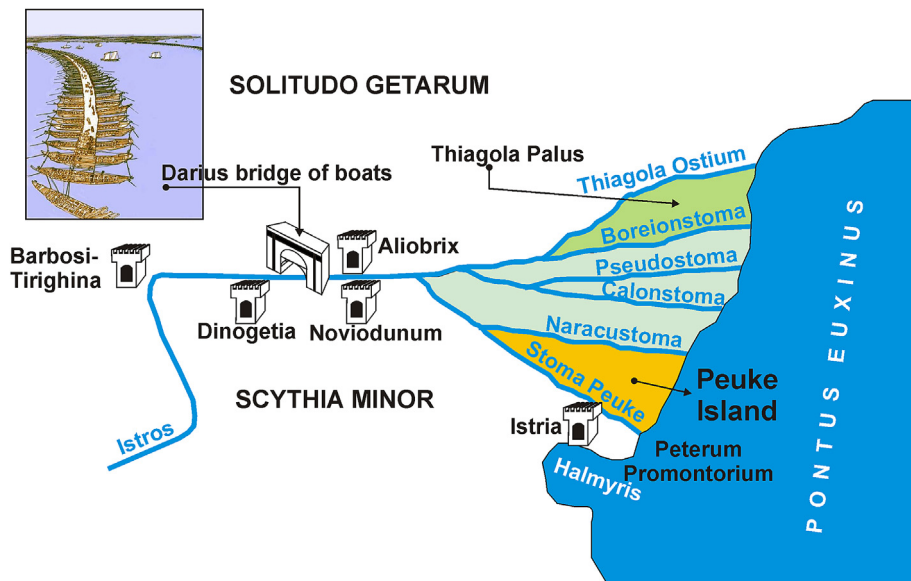 SOLITUDO GETARUM
Thiagola Palus
Darius bridge of boats
Thiagola Ostium
Boreionstoma
Pseudostoma
Calonstoma
Naracustoma
Stoma Peuke
Barbosi-
Tirighina
Aliobrix
Dinogetia
Noviodunum
SCYTHIA MINOR
Istros
Istria
Peuke
Island
Peterum
Promontorium
Halmyris
PONTUS EUXINUS